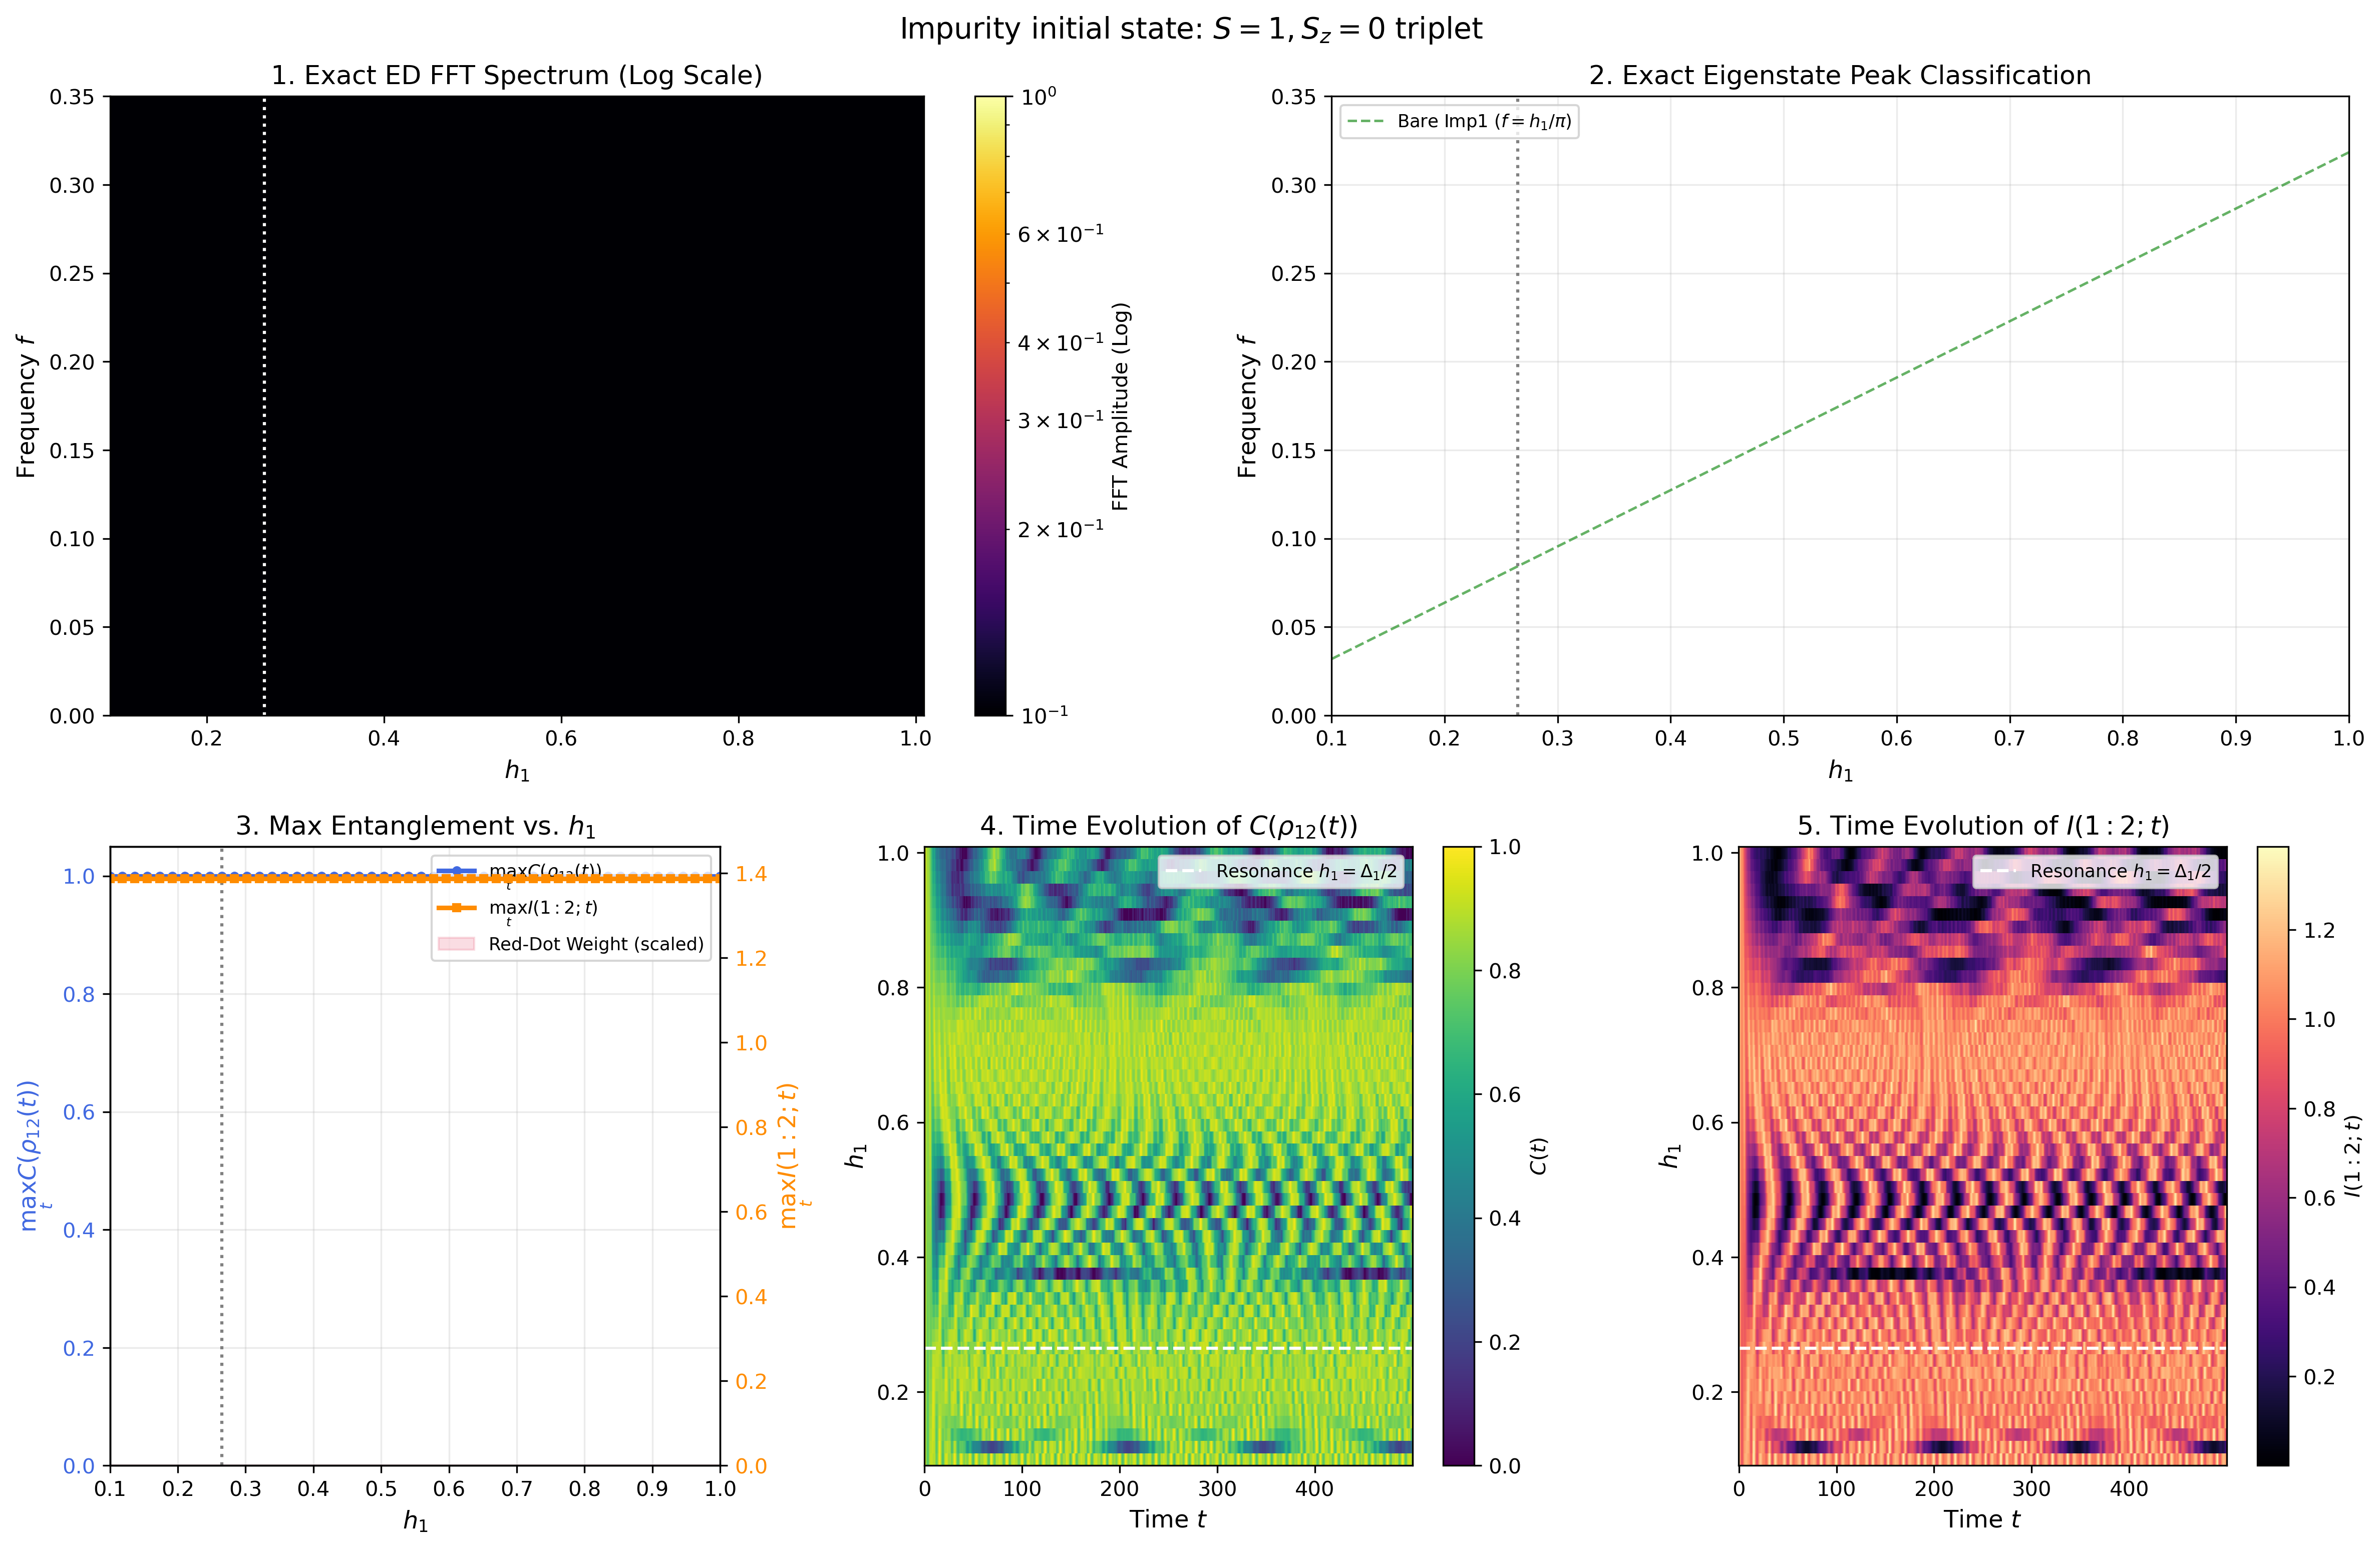 Impurity initial state: S = 1, S_z = 0 triplet
1. Exact ED FFT Spectrum (Log Scale)
0.35
0.30
0.25
0.20
0.15
0.10
0.05
0.00
Frequency f
0.2 0.4 0.6 0.8 1.0
h_1
10^0
6 × 10^-1
4 × 10^-1
3 × 10^-1
2 × 10^-1
10^-1
FFT Amplitude (Log)
2. Exact Eigenstate Peak Classification
Bare Imp1 (f = h_1/π)
0.35
0.30
0.25
0.20
0.15
0.10
0.05
0.00
Frequency f
0.1 0.2 0.3 0.4 0.5 0.6 0.7 0.8 0.9 1.0
h_1
3. Max Entanglement vs. h_1
max_t C(ρ_12(t))
max_t I(1 : 2; t)
Red-Dot Weight (scaled)
1.0
0.8
0.6
0.4
0.2
0.0
max_t C(ρ_12(t))
1.4
1.2
1.0
0.8
0.6
0.4
0.2
0.0
max_t I(1 : 2; t)
0.1 0.2 0.3 0.4 0.5 0.6 0.7 0.8 0.9 1.0
h_1
4. Time Evolution of C(ρ_12(t))
Resonance h_1 = Δ_1/2
1.0
0.8
0.6
0.4
0.2
h_1
0 100 200 300 400
Time t
1.0
0.8
0.6
0.4
0.2
0.0
C(t)
5. Time Evolution of I(1 : 2; t)
Resonance h_1 = Δ_1/2
1.0
0.8
0.6
0.4
0.2
h_1
0 100 200 300 400
Time t
1.2
1.0
0.8
0.6
0.4
0.2
I(1 : 2; t)